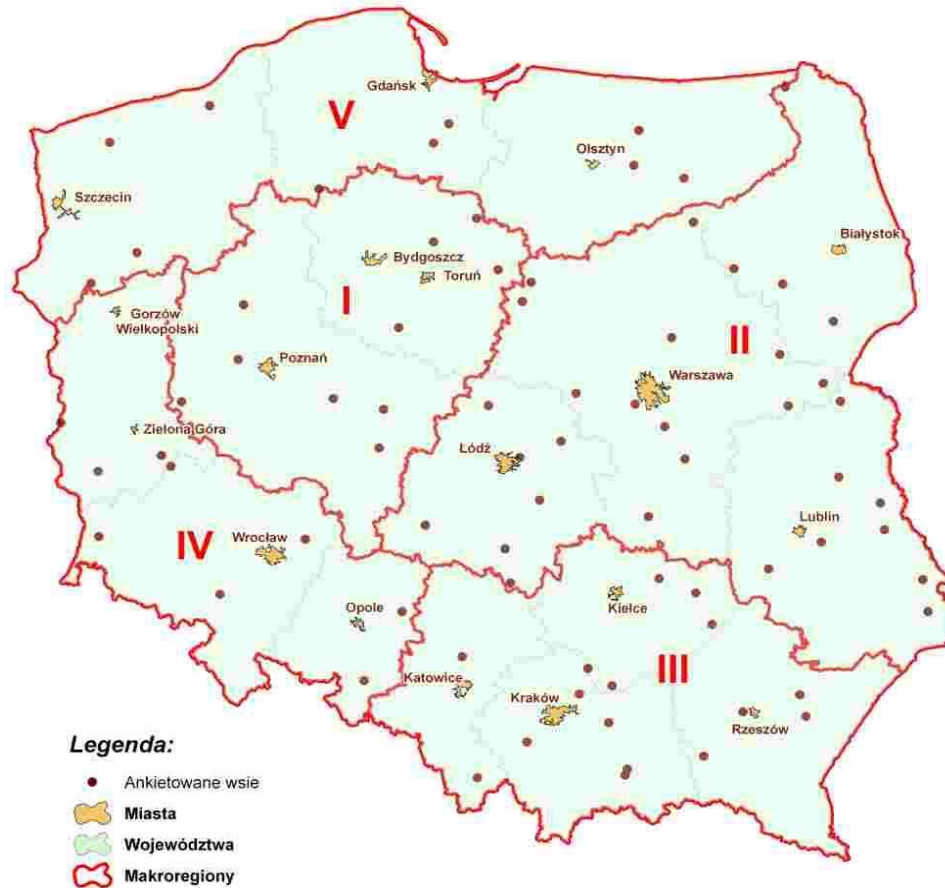 Gdańsk
V
Olsztyn
Szczecin
Białystok
Bydgoszcz
Toruń
Gorzów
Wielkopolski
I
II
Poznań
Warszawa
Zielona Góra
Łódź
Lublin
IV
Wrocław
Opole
Kielce
III
Katowice
Kraków
Rzeszów
Legenda:
Ankietowane wsie
Miasta
Województwa
Makroregiony